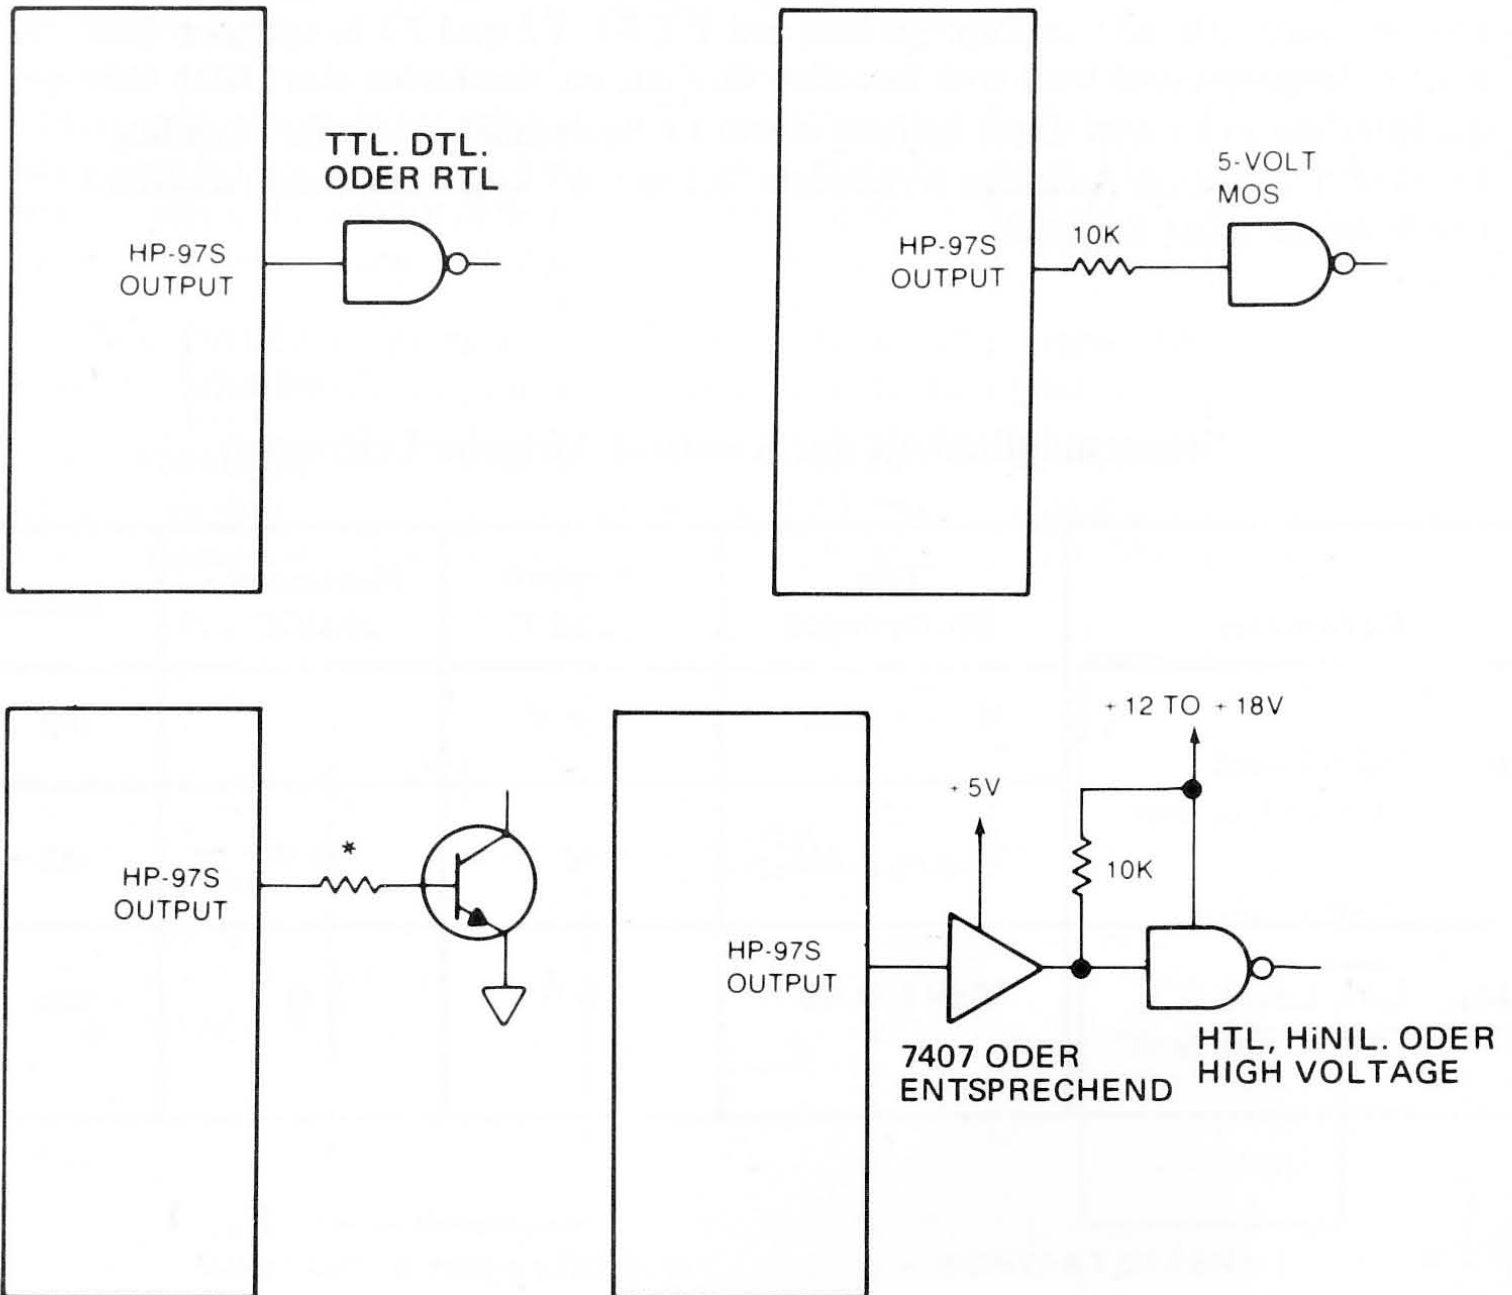 TTL. DTL.
ODER RTL
HP-97S
OUTPUT
5-VOLT
MOS
10K
HP-97S
OUTPUT
*
HP-97S
OUTPUT
+ 12 TO + 18V
+ 5V
10K
HP-97S
OUTPUT
7407 ODER
ENTSPRECHEND
HTL, HiNIL. ODER
HIGH VOLTAGE